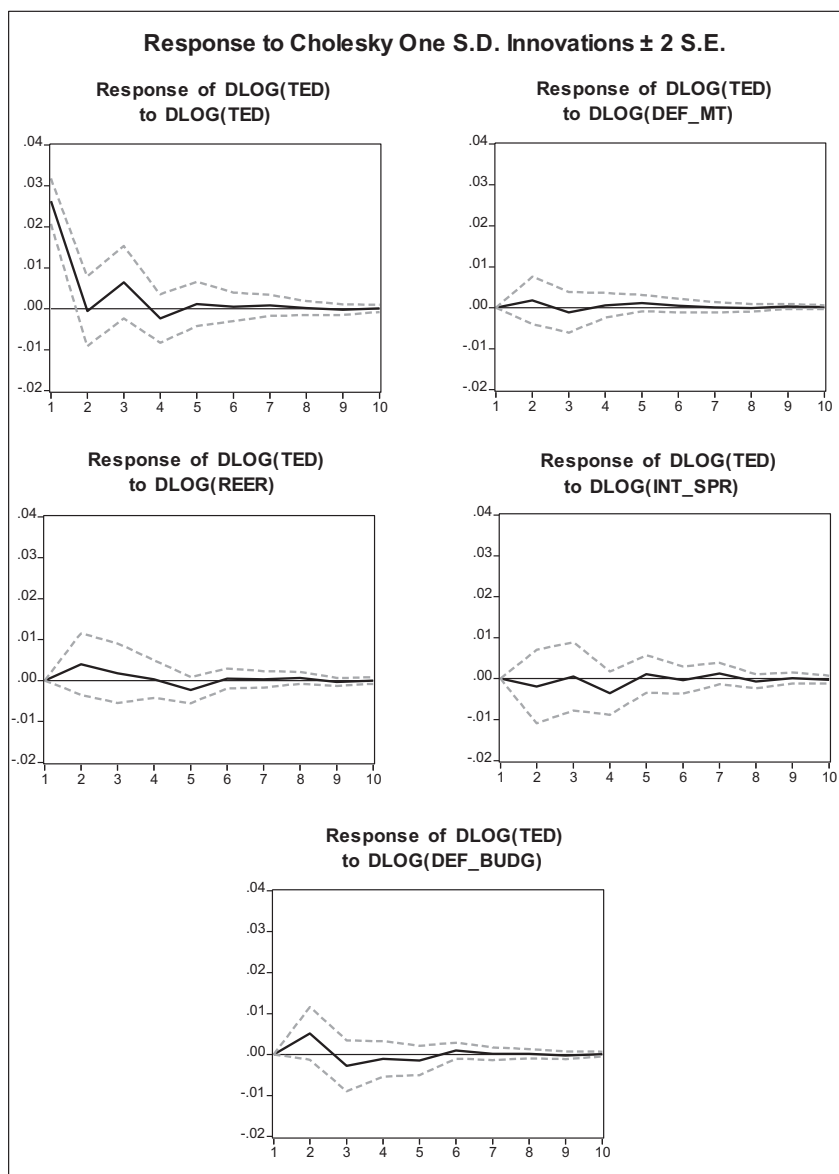 Response to Cholesky One S.D. Innovations ± 2 S.E.
Response of DLOG(TED)
to DLOG(TED)
.04
.03
.02
.01
.00
-.01
-.02
1 2 3 4 5 6 7 8 9 10
Response of DLOG(TED)
to DLOG(DEF_MT)
.04
.03
.02
.01
.00
-.01
-.02
1 2 3 4 5 6 7 8 9 10
Response of DLOG(TED)
to DLOG(REER)
.04
.03
.02
.01
.00
-.01
-.02
1 2 3 4 5 6 7 8 9 10
Response of DLOG(TED)
to DLOG(INT_SPR)
.04
.03
.02
.01
.00
-.01
-.02
1 2 3 4 5 6 7 8 9 10
Response of DLOG(TED)
to DLOG(DEF_BUDG)
.04
.03
.02
.01
.00
-.01
-.02
1 2 3 4 5 6 7 8 9 10